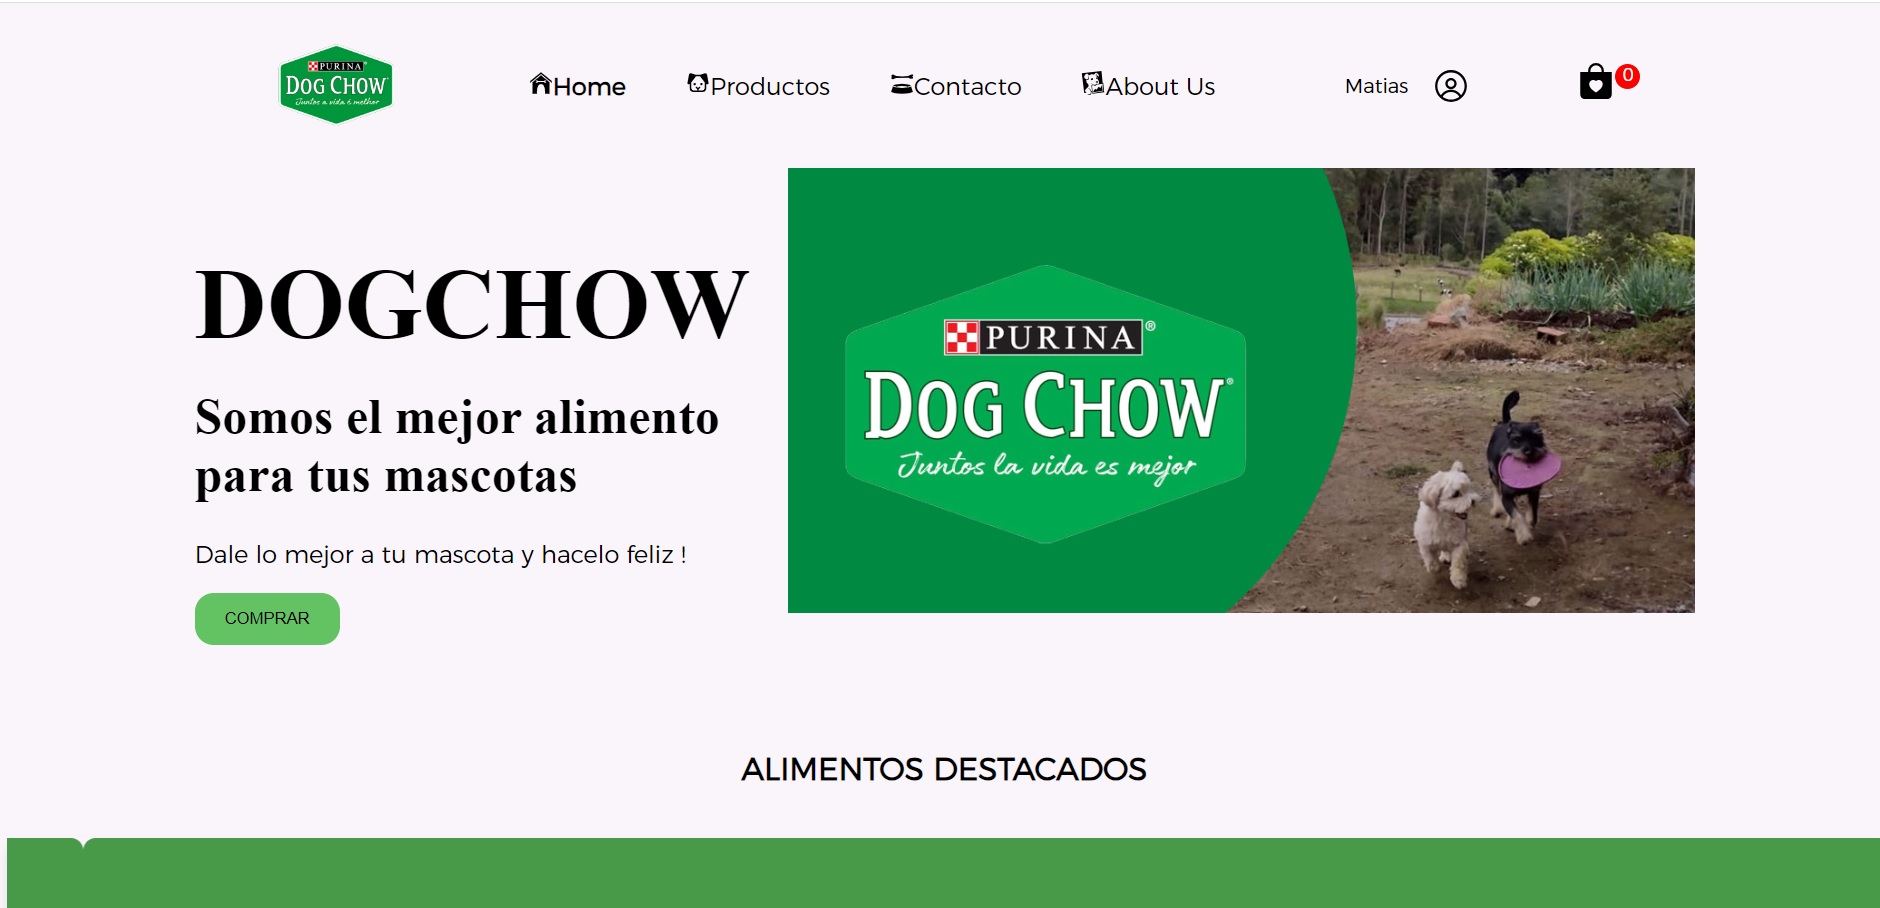 PURINA®
DOG CHOW
Juntos a vida é melhor
Home
Productos
Contacto
About Us
Matias
0
DOGCHOW
Somos el mejor alimento
para tus mascotas
Dale lo mejor a tu mascota y hacelo feliz !
COMPRAR
PURINA®
DOG CHOW®
Juntos la vida es mejor
ALIMENTOS DESTACADOS